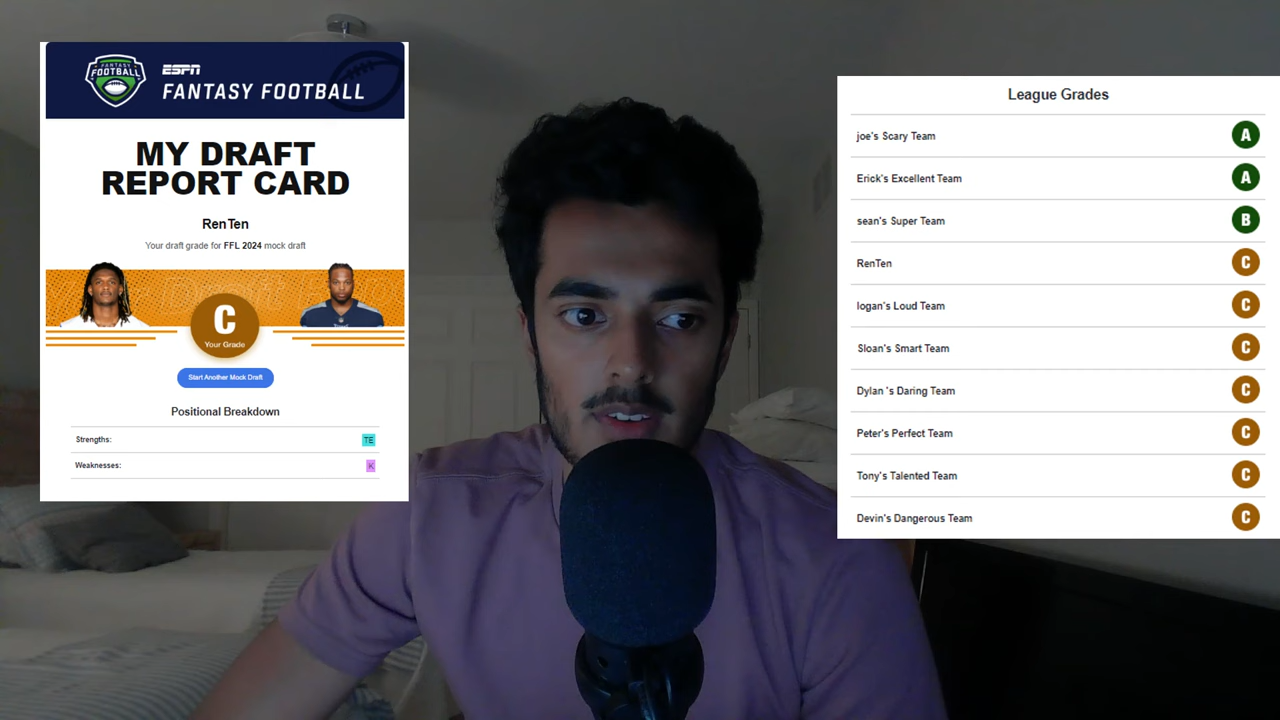 FANTASY
FOOTBALL
ESPN
FANTASY FOOTBALL
MY DRAFT
REPORT CARD
RenTen
Your draft grade for FFL 2024 mock draft
C
Your Grade
Start Another Mock Draft
Positional Breakdown
Strengths: TE
Weaknesses: K
League Grades
joe's Scary Team A
Erick's Excellent Team A
sean's Super Team B
RenTen C
logan's Loud Team C
Sloan's Smart Team C
Dylan 's Daring Team C
Peter's Perfect Team C
Tony's Talented Team C
Devin's Dangerous Team C